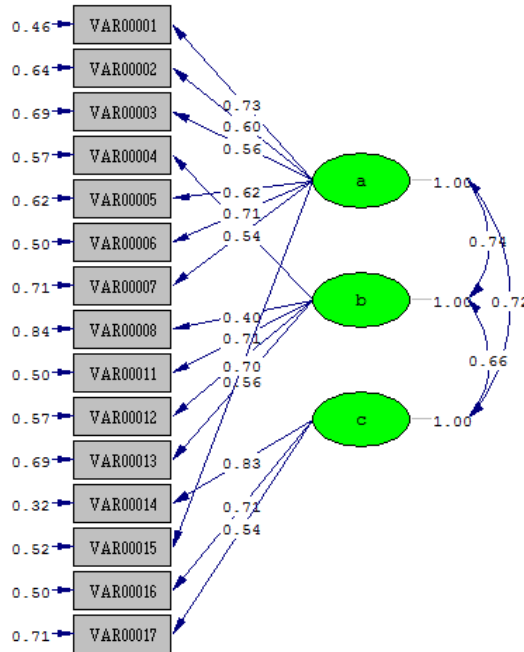 0.46 VAR00001
0.64 VAR00002
0.69 VAR00003 0.73
0.57 VAR00004 0.60
0.56
0.62 VAR00005 0.62 a 1.00
0.50 VAR00006 0.71
0.54 0.74
0.71 VAR00007
0.84 VAR00008 0.40 b 1.00 0.72
0.71
0.50 VAR00011 0.70 0.66
0.56
0.57 VAR00012 c 1.00
0.69 VAR00013 0.83
0.32 VAR00014 0.71
0.52 VAR00015 0.54
0.50 VAR00016
0.71 VAR00017